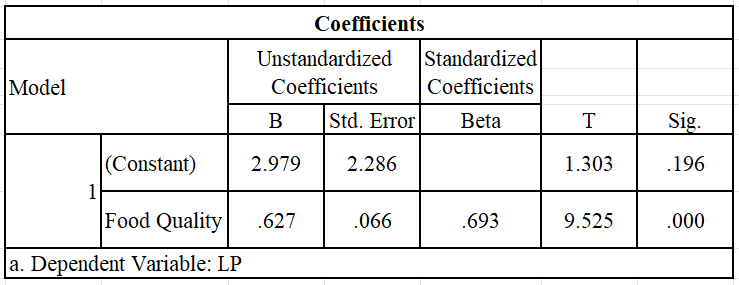 Coefficients
Model
Unstandardized
Coefficients
Standardized
Coefficients
T
Sig.
B
Std. Error
Beta
1
(Constant)
2.979
2.286
1.303
.196
Food Quality
.627
.066
.693
9.525
.000
a. Dependent Variable: LP